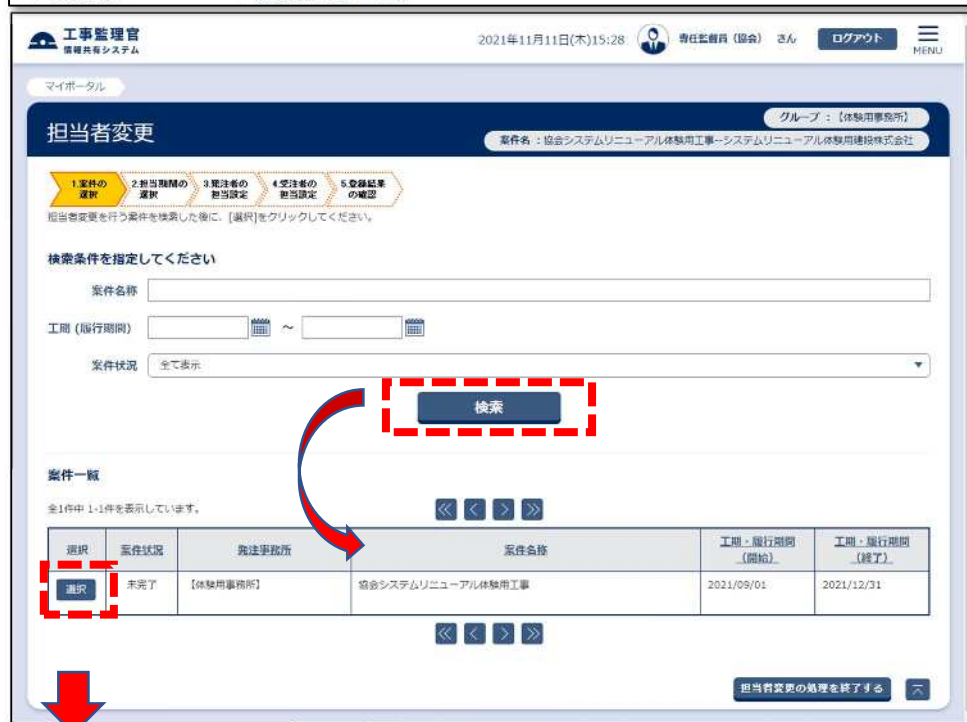 工事監理官
情報共有システム
2021年11月11日(木)15:28
専任監督員（協会） さん
ログアウト
MENU
マイポータル
担当者変更
グループ：【体験用事務所】
案件名：協会システムリニューアル体験用工事--システムリニューアル体験用建設株式会社
1.案件の
選択
2.担当期間の
選択
3.発注者の
担当設定
4.受注者の
担当設定
5.登録結果
の確認
担当者変更を行う案件を検索した後に、[選択]をクリックしてください。
検索条件を指定してください
案件名称
工期 (履行期間)
～
案件状況
全て表示
検索
案件一覧
全1件中 1-1件を表示しています。
選択
案件状況
発注事務所
案件名称
工期・履行期間
（開始）
工期・履行期間
（終了）
選択
未完了
【体験用事務所】
協会システムリニューアル体験用工事
2021/09/01
2021/12/31
担当者変更の処理を終了する